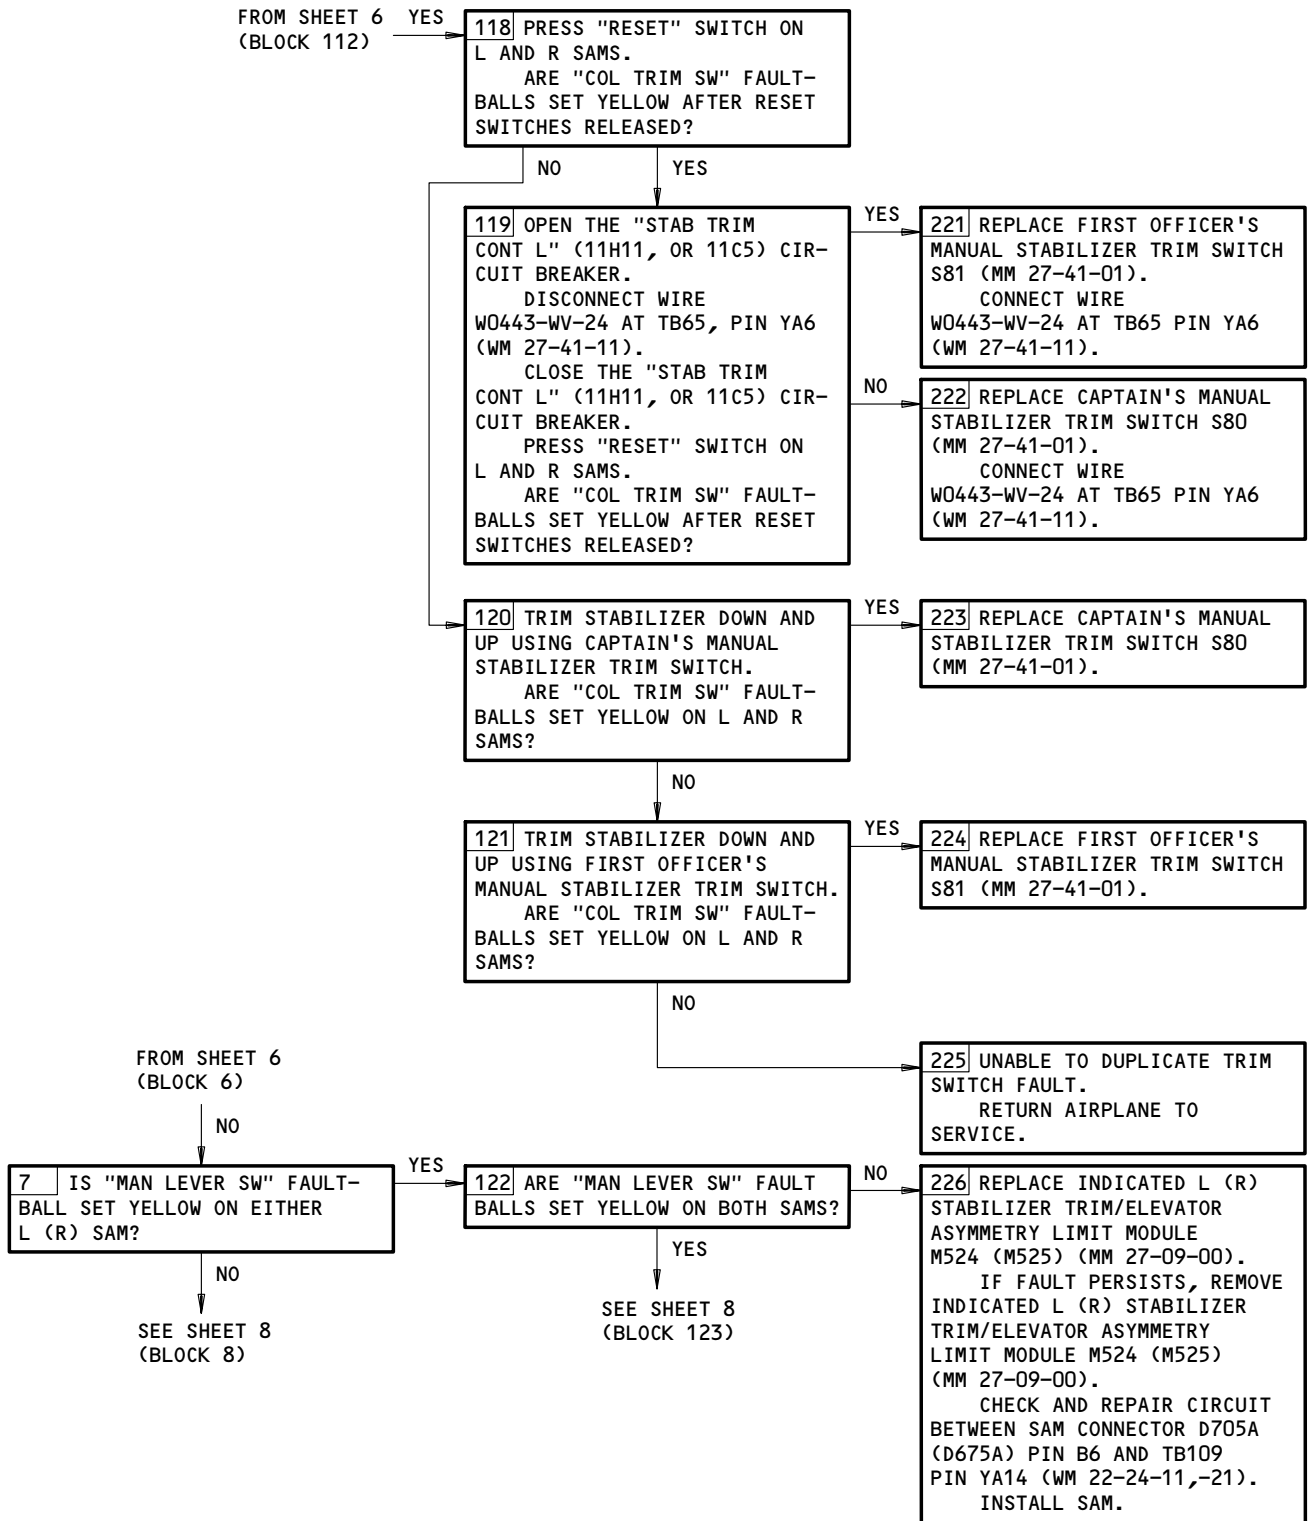 FROM SHEET 6
(BLOCK 112)
YES
118 PRESS "RESET" SWITCH ON
L AND R SAMS.
ARE "COL TRIM SW" FAULT-
BALLS SET YELLOW AFTER RESET
SWITCHES RELEASED?
NO
YES
119 OPEN THE "STAB TRIM
CONT L" (11H11, OR 11C5) CIR-
CUIT BREAKER.
DISCONNECT WIRE
W0443-WV-24 AT TB65, PIN YA6
(WM 27-41-11).
CLOSE THE "STAB TRIM
CONT L" (11H11, OR 11C5) CIR-
CUIT BREAKER.
PRESS "RESET" SWITCH ON
L AND R SAMS.
ARE "COL TRIM SW" FAULT-
BALLS SET YELLOW AFTER RESET
SWITCHES RELEASED?
YES
221 REPLACE FIRST OFFICER'S
MANUAL STABILIZER TRIM SWITCH
S81 (MM 27-41-01).
CONNECT WIRE
W0443-WV-24 AT TB65 PIN YA6
(WM 27-41-11).
NO
222 REPLACE CAPTAIN'S MANUAL
STABILIZER TRIM SWITCH S80
(MM 27-41-01).
CONNECT WIRE
W0443-WV-24 AT TB65 PIN YA6
(WM 27-41-11).
120 TRIM STABILIZER DOWN AND
UP USING CAPTAIN'S MANUAL
STABILIZER TRIM SWITCH.
ARE "COL TRIM SW" FAULT-
BALLS SET YELLOW ON L AND R
SAMS?
YES
223 REPLACE CAPTAIN'S MANUAL
STABILIZER TRIM SWITCH S80
(MM 27-41-01).
NO
121 TRIM STABILIZER DOWN AND
UP USING FIRST OFFICER'S
MANUAL STABILIZER TRIM SWITCH.
ARE "COL TRIM SW" FAULT-
BALLS SET YELLOW ON L AND R
SAMS?
YES
224 REPLACE FIRST OFFICER'S
MANUAL STABILIZER TRIM SWITCH
S81 (MM 27-41-01).
NO
225 UNABLE TO DUPLICATE TRIM
SWITCH FAULT.
RETURN AIRPLANE TO
SERVICE.
FROM SHEET 6
(BLOCK 6)
NO
7 IS "MAN LEVER SW" FAULT-
BALL SET YELLOW ON EITHER
L (R) SAM?
YES
NO
SEE SHEET 8
(BLOCK 8)
122 ARE "MAN LEVER SW" FAULT
BALLS SET YELLOW ON BOTH SAMS?
NO
YES
SEE SHEET 8
(BLOCK 123)
226 REPLACE INDICATED L (R)
STABILIZER TRIM/ELEVATOR
ASYMMETRY LIMIT MODULE
M524 (M525) (MM 27-09-00).
IF FAULT PERSISTS, REMOVE
INDICATED L (R) STABILIZER
TRIM/ELEVATOR ASYMMETRY
LIMIT MODULE M524 (M525)
(MM 27-09-00).
CHECK AND REPAIR CIRCUIT
BETWEEN SAM CONNECTOR D705A
(D675A) PIN B6 AND TB109
PIN YA14 (WM 22-24-11,-21).
INSTALL SAM.